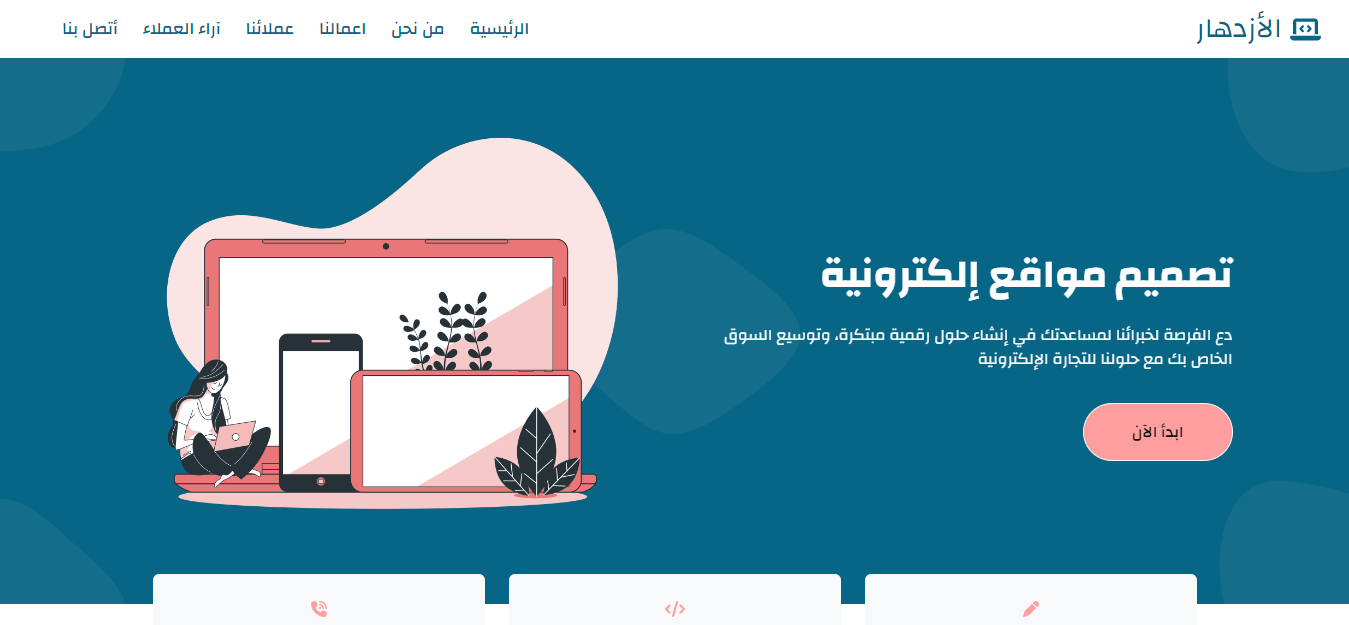 الأزدهار
الرئيسية
من نحن
اعمالنا
عملائنا
آراء العملاء
أتصل بنا
تصميم مواقع إلكترونية
دع الفرصة لخبرائنا لمساعدتك في إنشاء حلول رقمية مبتكرة، وتوسيع السوق
الخاص بك مع حلولنا للتجارة الإلكترونية
ابدأ الآن